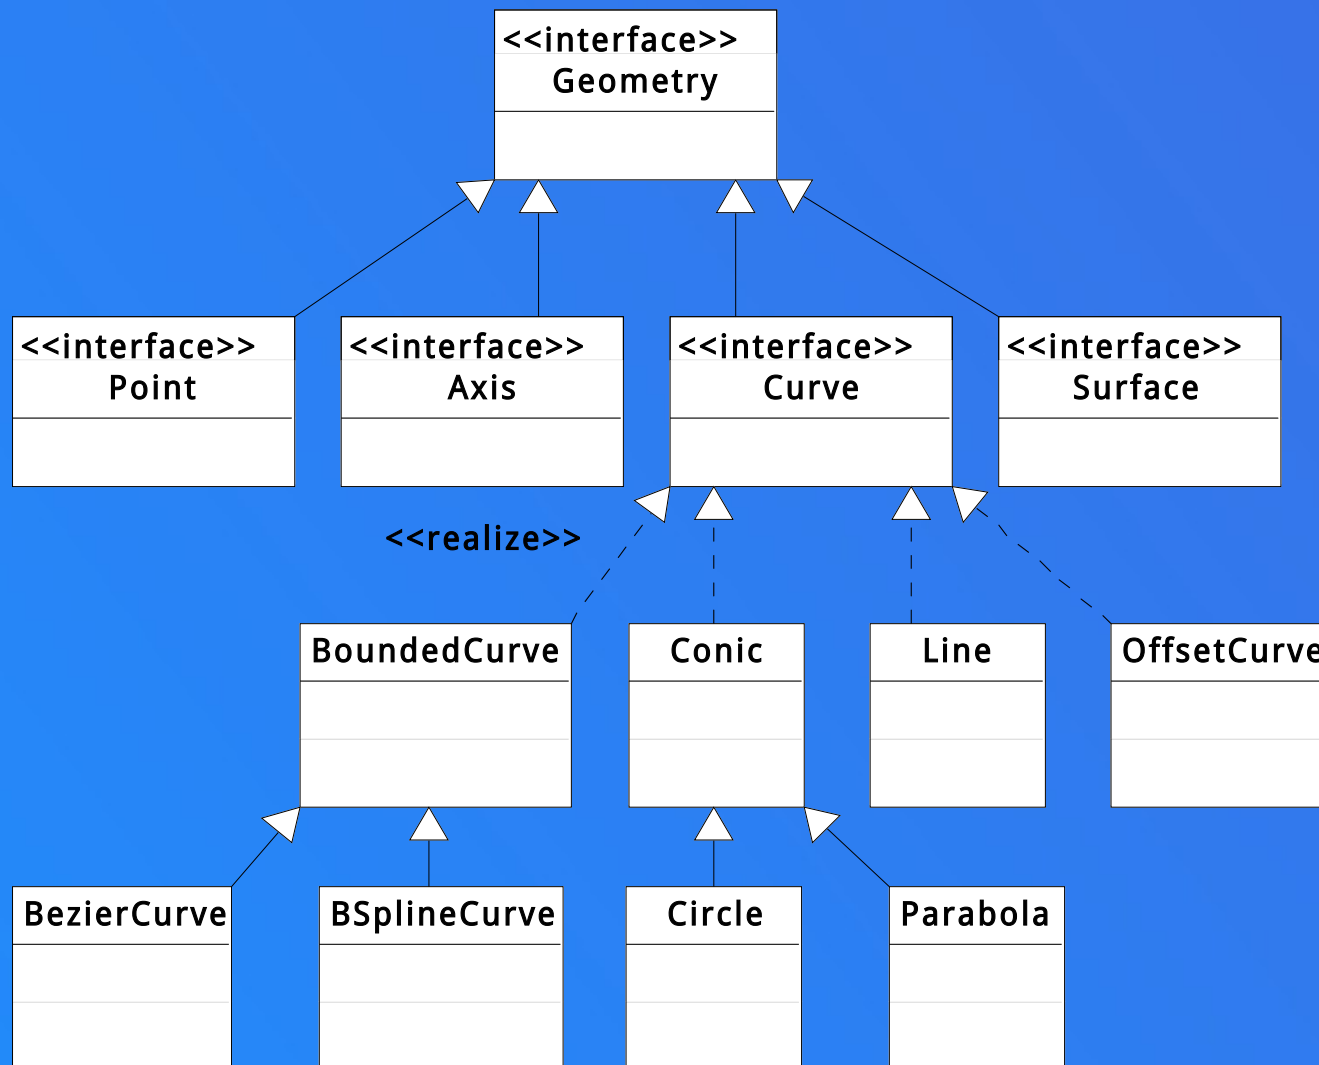 <<interface>>
Geometry
<<interface>>
Point
<<interface>>
Axis
<<interface>>
Curve
<<interface>>
Surface
<<realize>>
BoundedCurve
Conic
Line
OffsetCurve
BezierCurve
BSplineCurve
Circle
Parabola